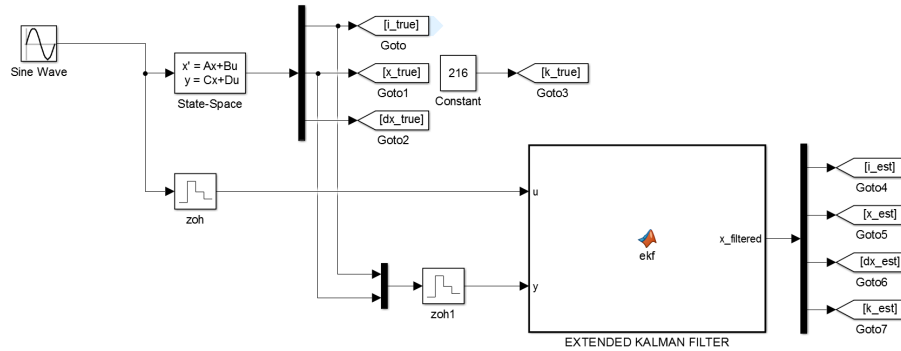 [i_true]
Goto
Sine Wave
x' = Ax+Bu
y = Cx+Du
State-Space
[x_true]
Goto1
216
Constant
[k_true]
Goto3
[dx_true]
Goto2
zoh
u
[i_est]
Goto4
[x_est]
Goto5
x_filtered
ekf
[dx_est]
Goto6
y
zoh1
[k_est]
Goto7
EXTENDED KALMAN FILTER